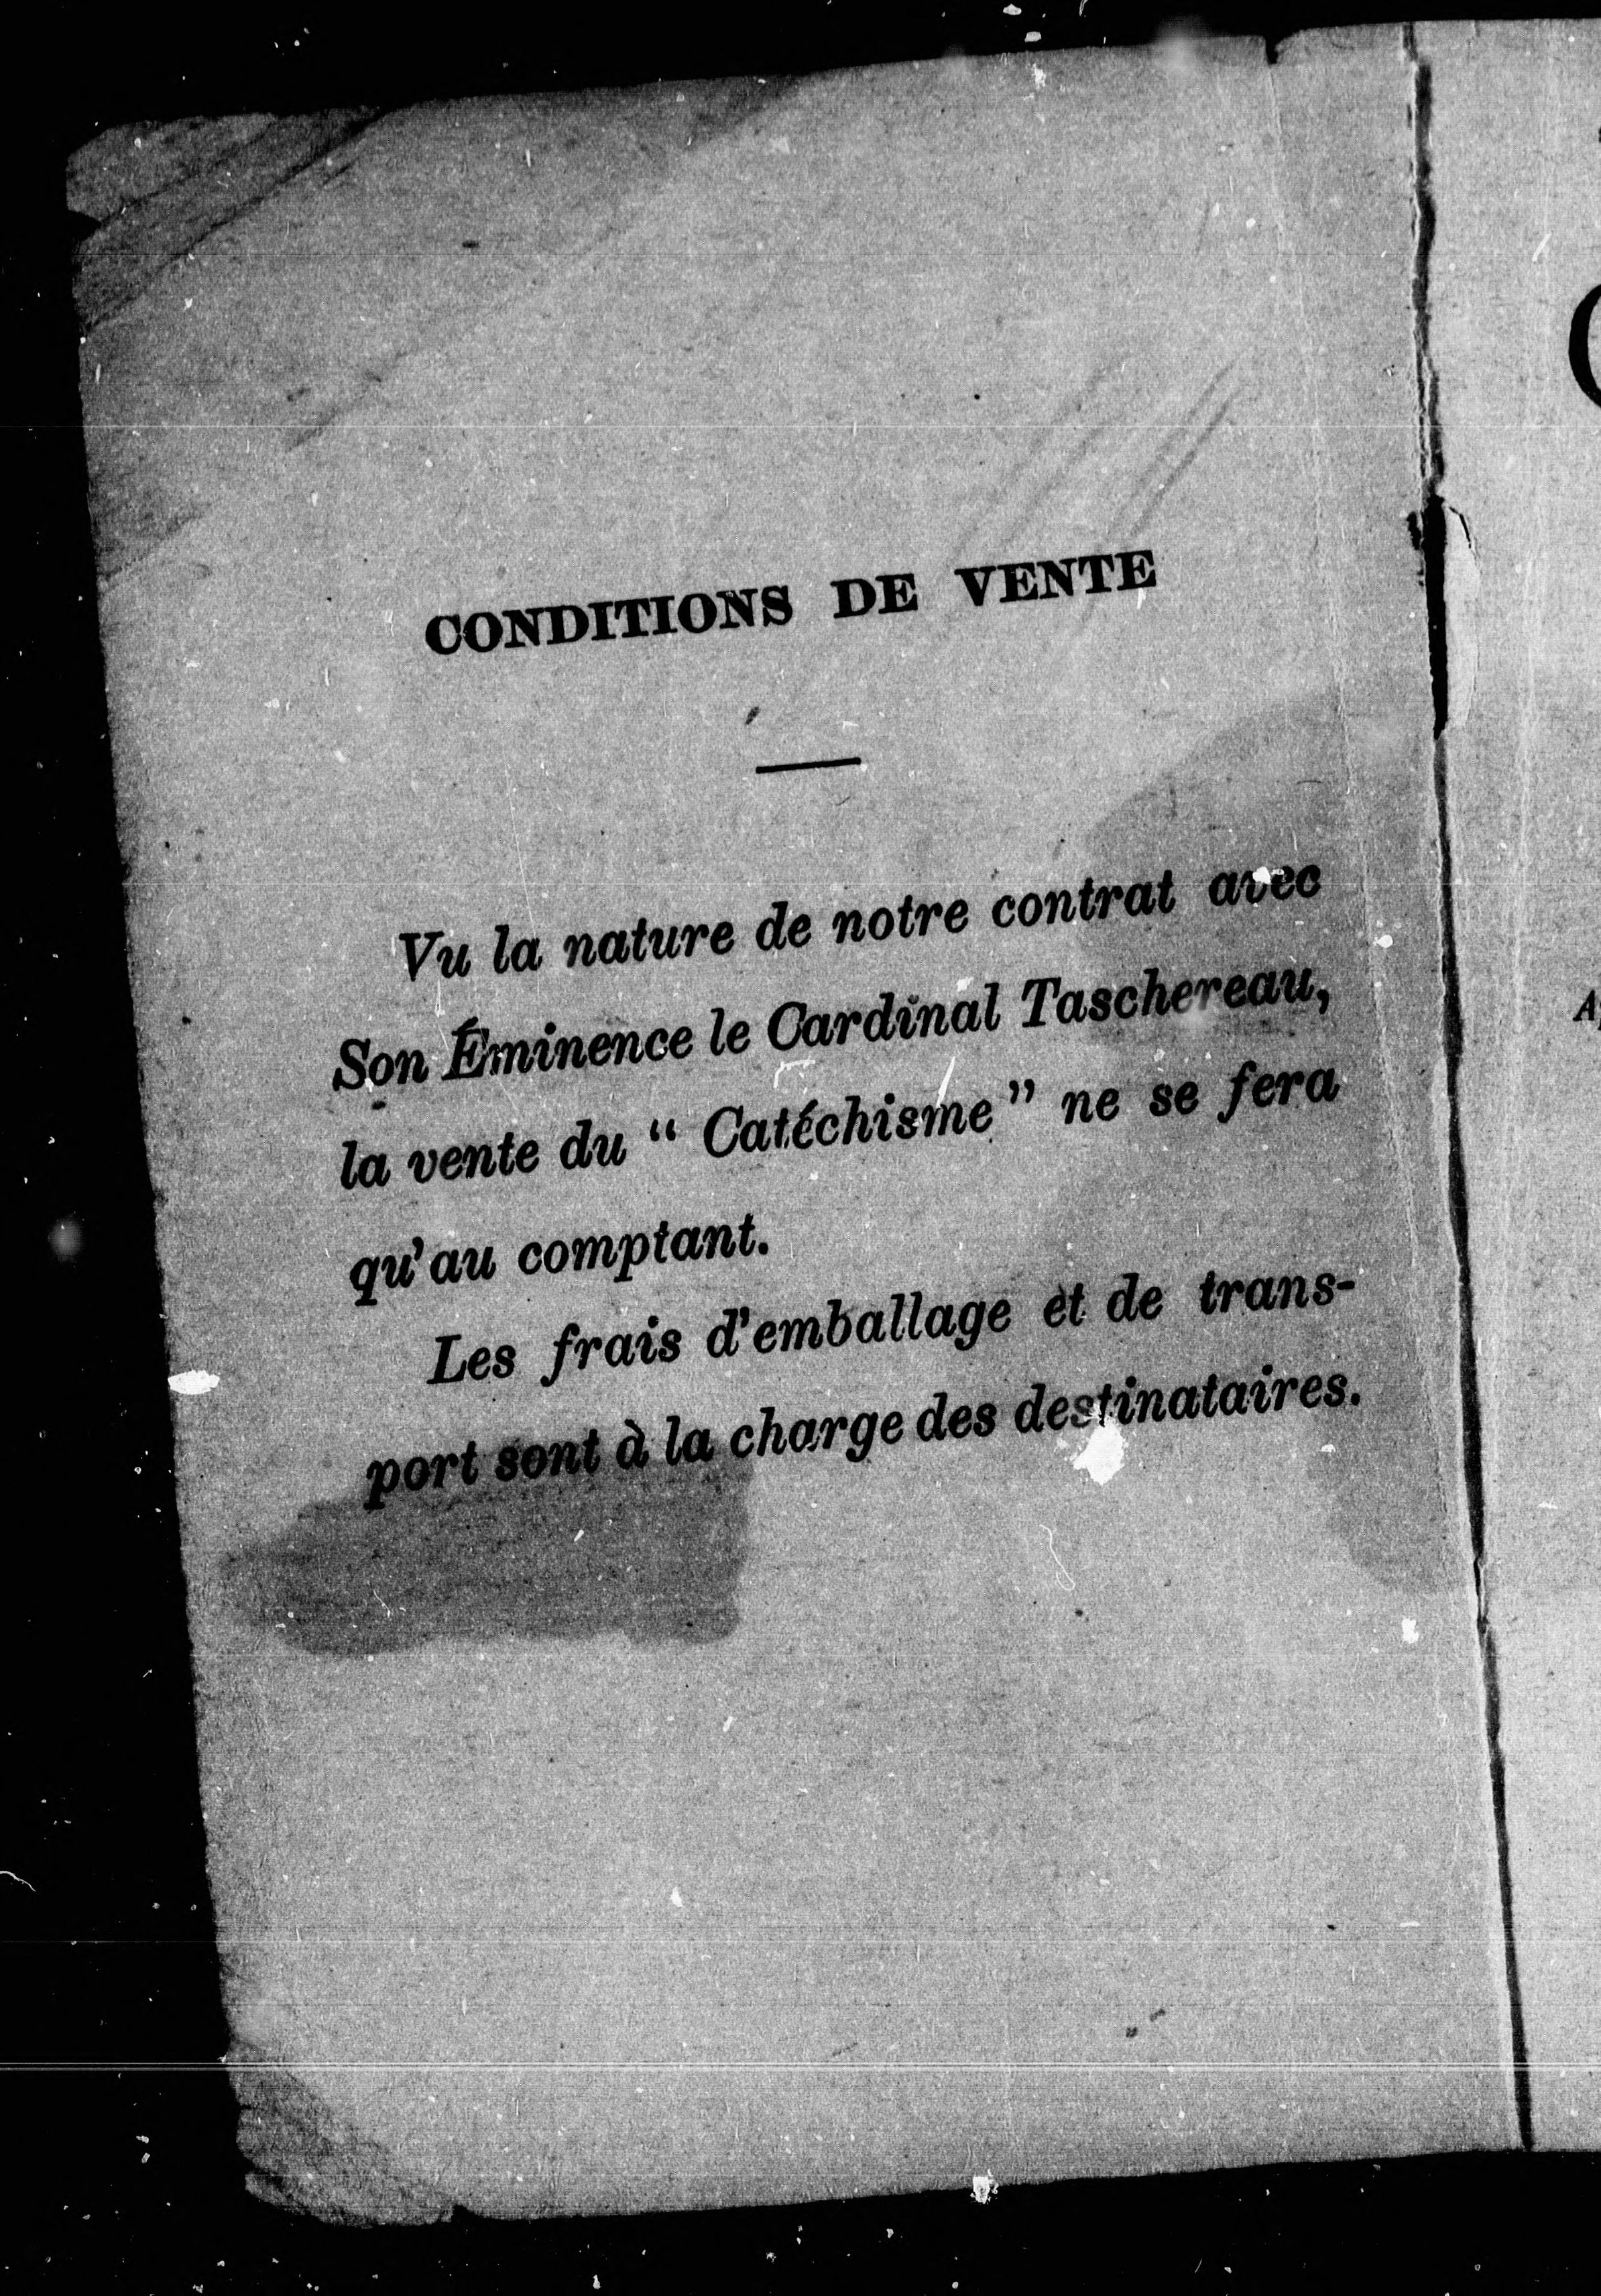 CONDITIONS DE VENTE
Vu la nature de notre contrat avec
Son Éminence le Cardinal Taschereau,
la vente du “ Catéchisme ” ne se fera
qu’au comptant.
Les frais d’emballage et de trans-
port sont à la charge des destinataires.